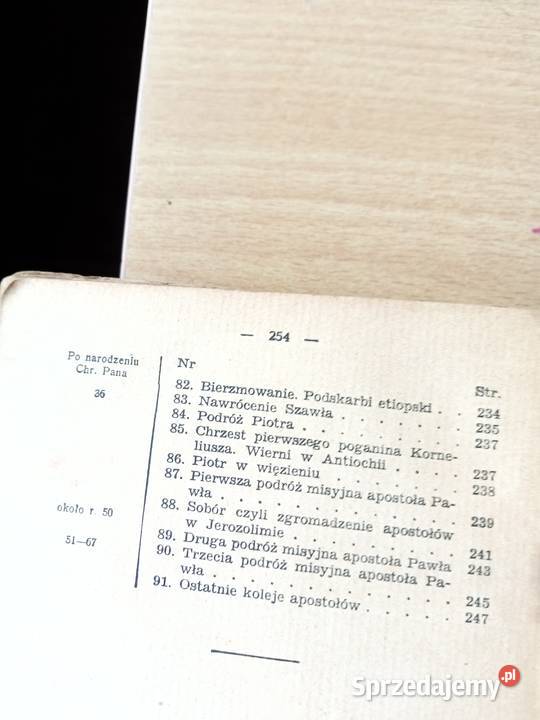 — 254 —
Po narodzeniu
Chr. Pana
Nr
Str.
36
82. Bierzmowanie. Podskarbi etiopski . . 234
83. Nawrócenie Szawła . . . . . . 235
84. Podróż Piotra . . . . . . . . 237
85. Chrzest pierwszego poganina Korne-
liusza. Wierni w Antiochii . . . . 237
86. Piotr w więzieniu . . . . . . . 238
87. Pierwsza podróż misyjna apostoła Pa-
wła . . . . . . . . . . . 239
około r. 50
88. Sobór czyli zgromadzenie apostołów
w Jerozolimie . . . . . . . . 241
51—67
89. Druga podróż misyjna apostoła Pawła 243
90. Trzecia podróż misyjna apostoła Pa-
wła . . . . . . . . . . . 245
91. Ostatnie koleje apostołów . . . . . 247
Sprzedajemy.pl